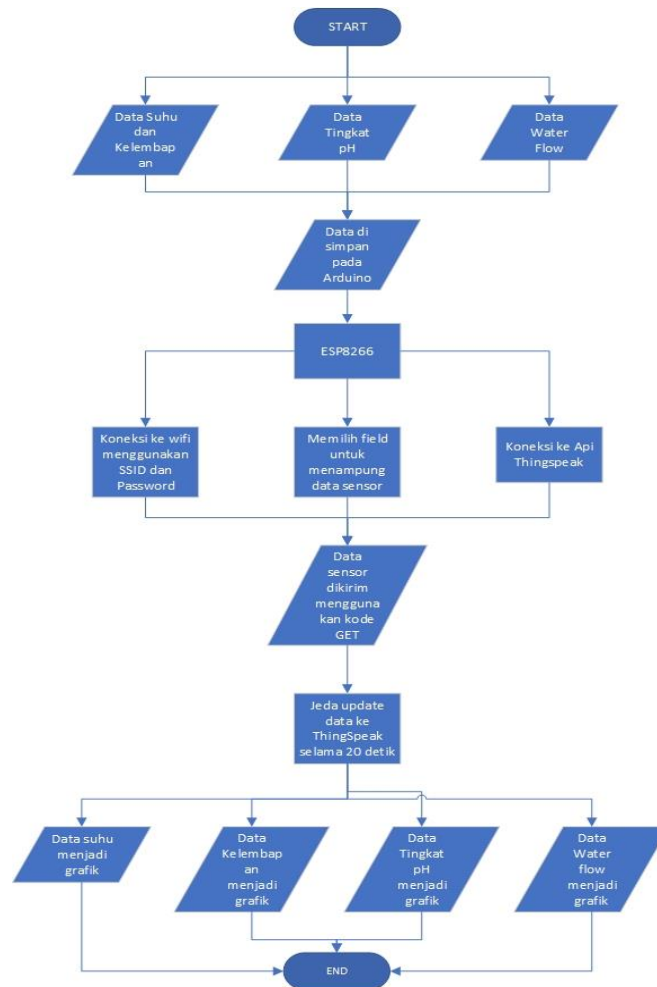 START
Data Suhu
dan
Kelembap
an
Data
Tingkat
pH
Data
Water
Flow
Data di
simpan
pada
Arduino
ESP8266
Koneksi ke wifi
menggunakan
SSID dan
Password
Memilih field
untuk
menampung
data sensor
Koneksi ke Api
Thingspeak
Data
sensor
dikirim
mengguna
kan kode
GET
Jeda update
data ke
ThingSpeak
selama 20 detik
Data suhu
menjadi
grafik
Data
Kelembap
an
menjadi
grafik
Data
Tingkat
pH
menjadi
grafik
Data
Water
flow
menjadi
grafik
END